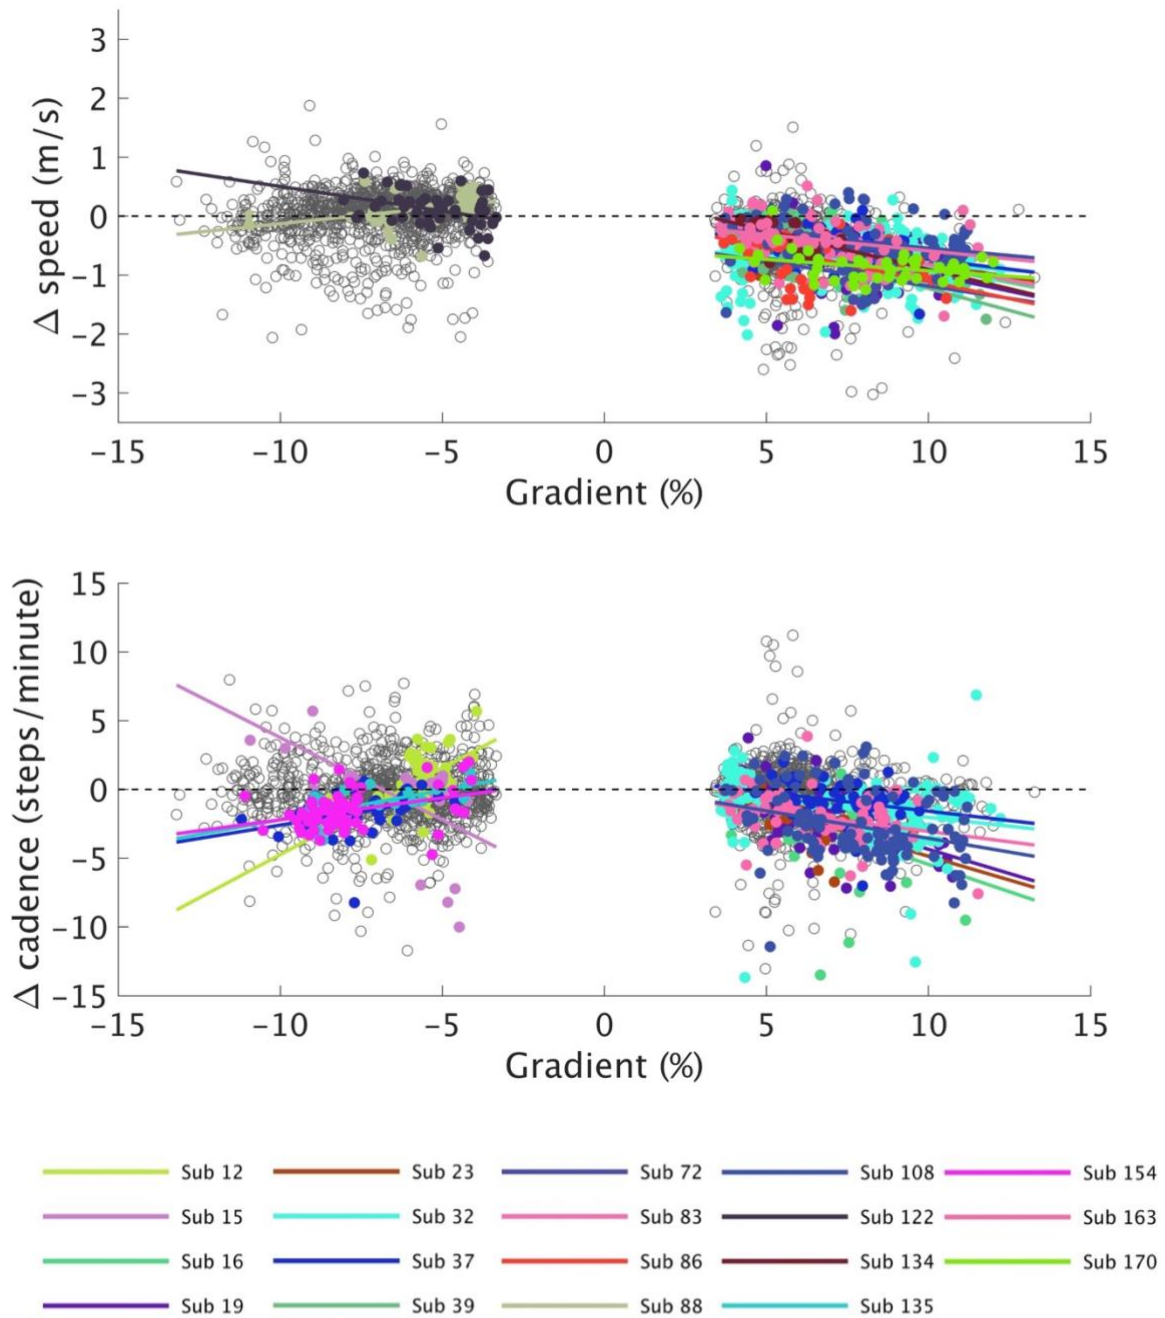 3
2
1
0
−1
−2
−3
Δ speed (m/s)
−15 −10 −5 0 5 10 15
Gradient (%)
15
10
5
0
−5
−10
−15
Δ cadence (steps/minute)
−15 −10 −5 0 5 10 15
Gradient (%)
Sub 12 Sub 23 Sub 72 Sub 108 Sub 154
Sub 15 Sub 32 Sub 83 Sub 122 Sub 163
Sub 16 Sub 37 Sub 86 Sub 134 Sub 170
Sub 19 Sub 39 Sub 88 Sub 135